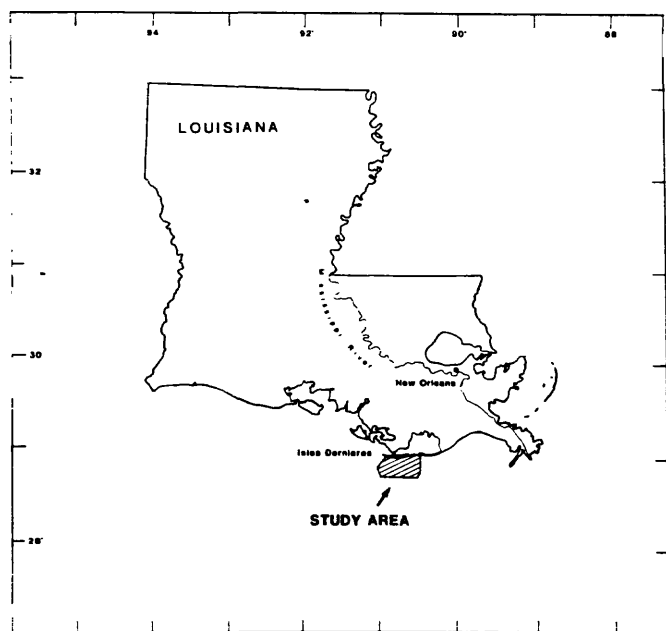 94 92' 90' 88
LOUISIANA
32
30
New Orleans
Isles Dernieres
STUDY AREA
28'